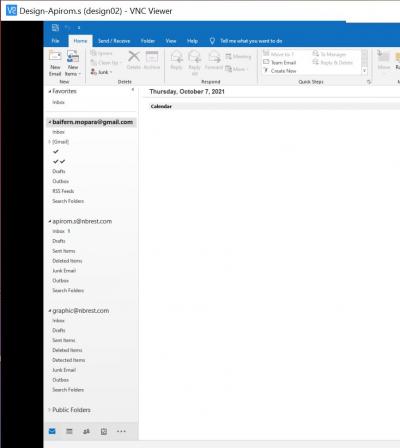 VC Design-Apirom.s (design02) - VNC Viewer
File Home Send / Receive Folder View Help Tell me what you want to do
New Email
New Items
Ignore
Clean Up
Junk
Delete
Archive
Reply
Reply All
Forward
Meeting
More
Move to ?
Team Email
Create New
To Manager
Reply & Delete
Move
New Delete Respond Quick Steps
Favorites
Inbox
baifern.mopara@gmail.com
Inbox
[Gmail]
Drafts
Outbox
RSS Feeds
Search Folders
apirom.s@nbrest.com
Inbox 1
Drafts
Sent Items
Deleted Items
Junk Email
Outbox
Search Folders
graphic@nbrest.com
Inbox
Drafts
Sent Items
Deleted Items
Detected Items
Junk Email
Outbox
Search Folders
Public Folders
Thursday, October 7, 2021
Calendar